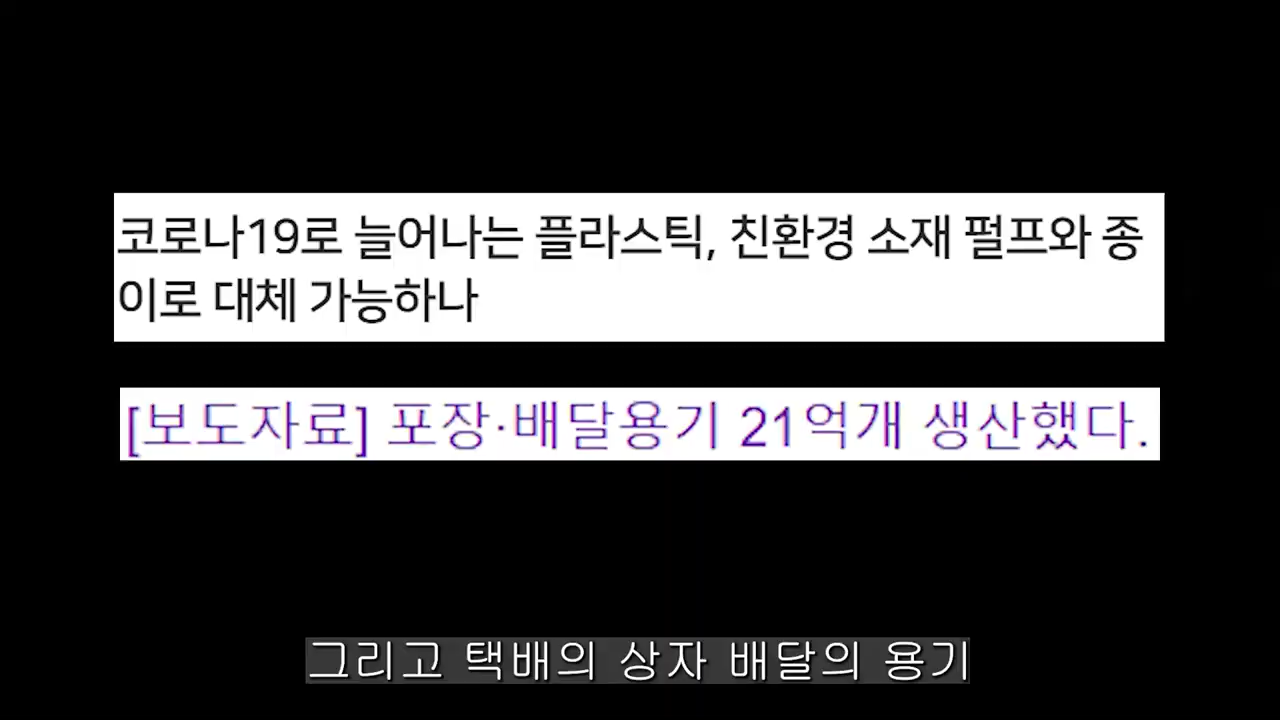 코로나19로 늘어나는 플라스틱, 친환경 소재 펄프와 종
이로 대체 가능하나
[보도자료] 포장·배달용기 21억개 생산했다.
그리고 택배의 상자 배달의 용기